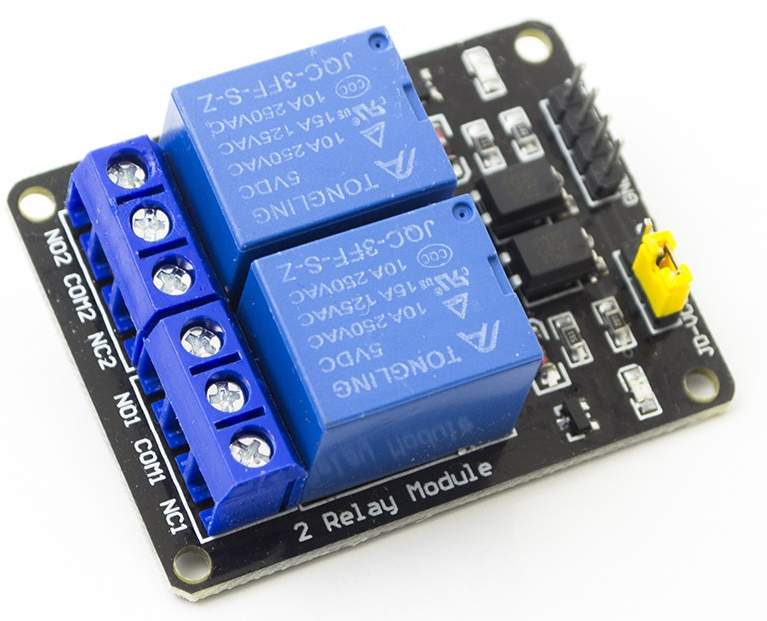 JQC-3FF-S-Z
10A 250VAC
15A 125VAC
10A 250VAC
5VDC
TONGLING
JQC-3FF-S-Z
10A 250VAC
15A 125VAC
10A 250VAC
5VDC
TONGLING
NO2 COM2 NC2
NO1 COM1 NC1
2 Relay Module